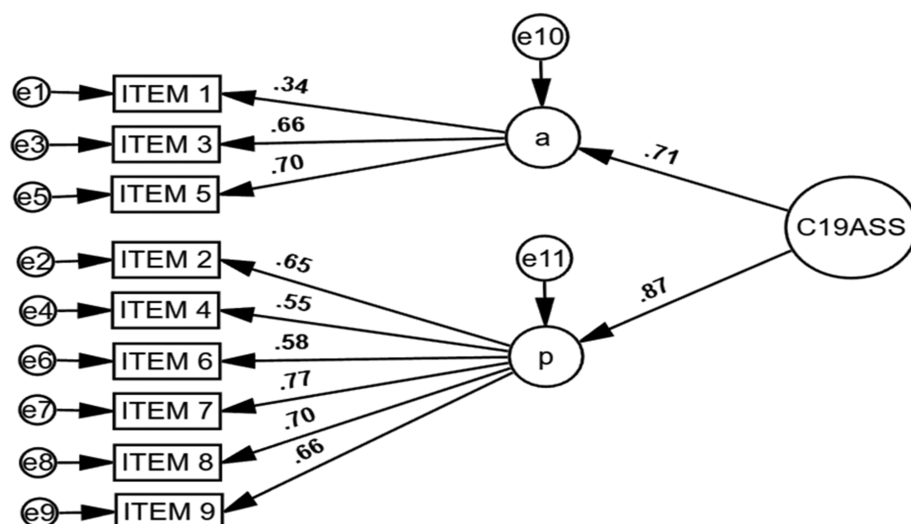 e10
e1 ITEM 1 .34
e3 ITEM 3 .66 a
e5 ITEM 5 .70 .71
C19ASS
e2 ITEM 2 .65 e11
e4 ITEM 4 .55 .87
e6 ITEM 6 .58 p
e7 ITEM 7 .77
e8 ITEM 8 .70
e9 ITEM 9 .66